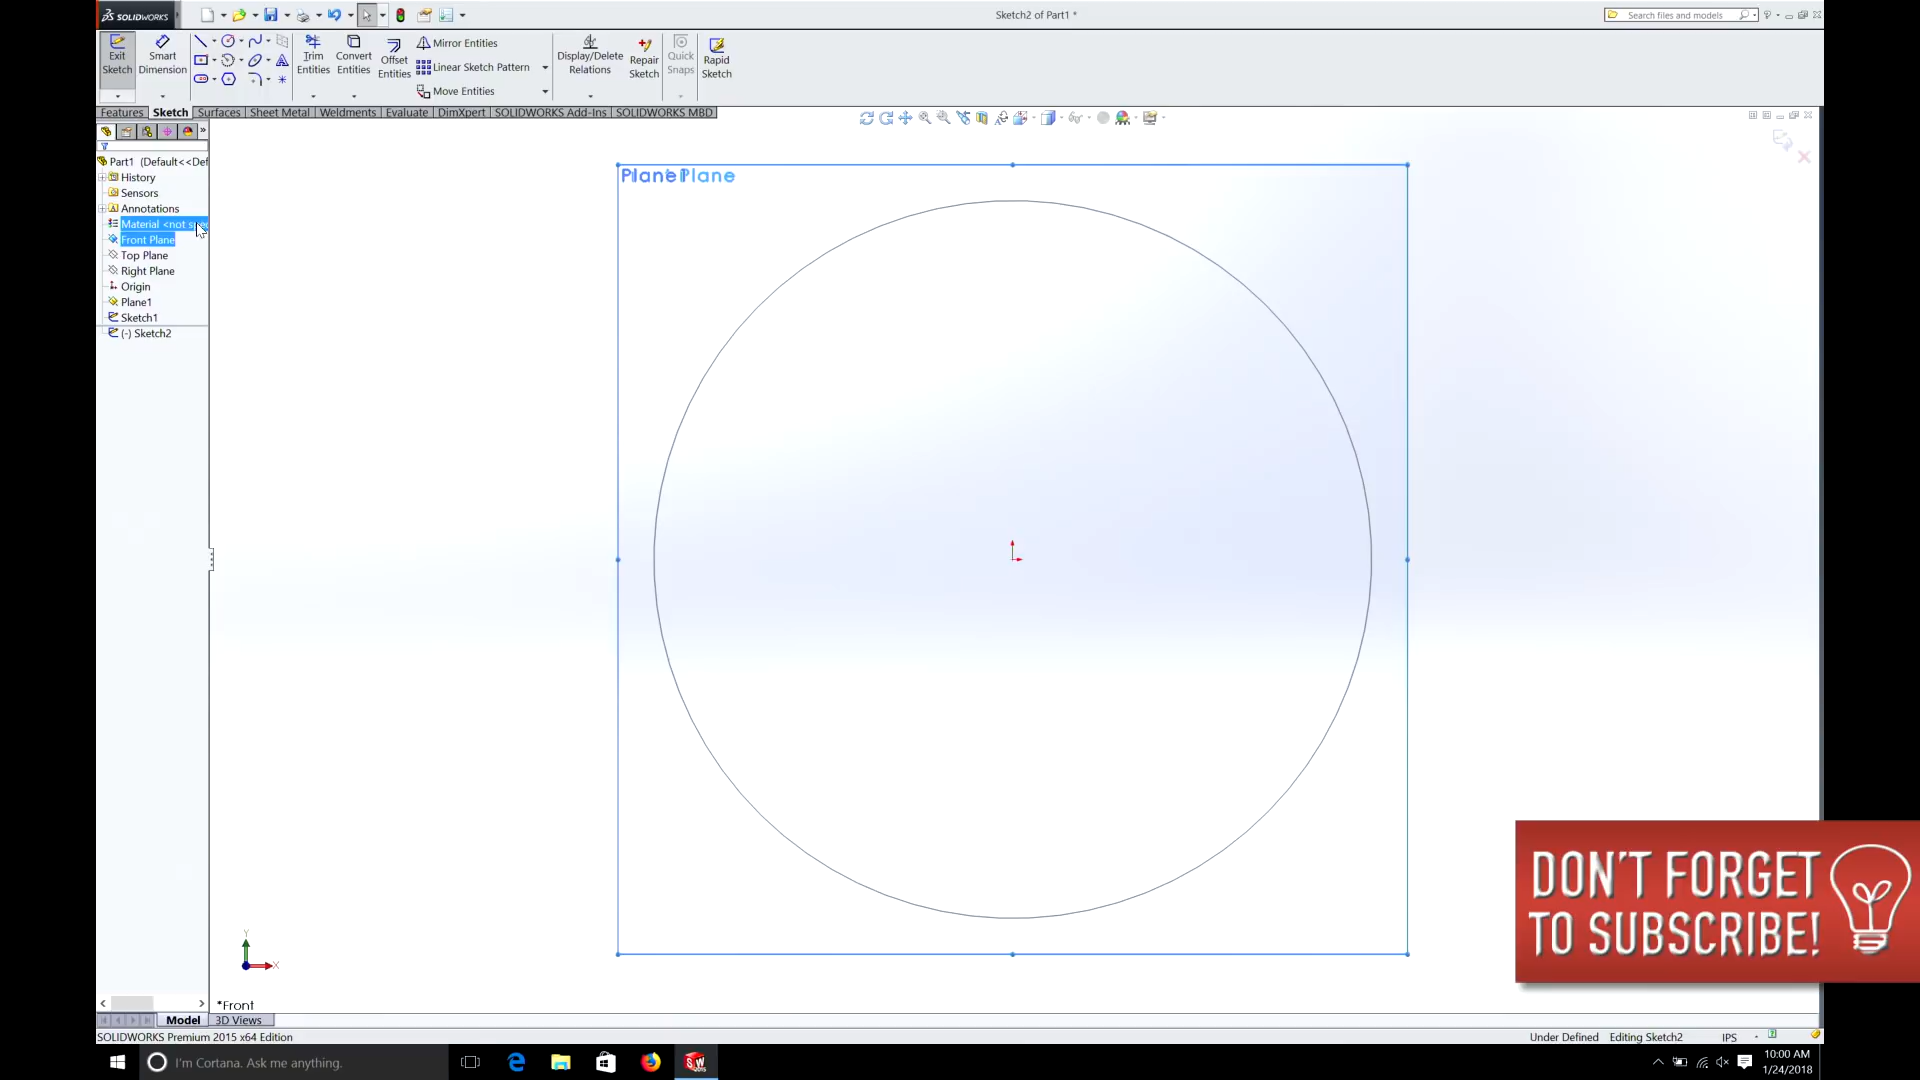 SOLIDWORKS
Sketch2 of Part1 *
Search files and models
Exit Sketch
Smart Dimension
Trim Entities
Convert Entities
Offset Entities
Mirror Entities
Linear Sketch Pattern
Move Entities
Display/Delete Relations
Repair Sketch
Quick Snaps
Rapid Sketch
Features Sketch Surfaces Sheet Metal Weldments Evaluate DimXpert SOLIDWORKS Add-Ins SOLIDWORKS MBD
Part1 (Default<<Def
History
Sensors
Annotations
Material <not
Front Plane
Top Plane
Right Plane
Origin
Plane1
Sketch1
(-) Sketch2
Plane
Y
X
*Front
DON'T FORGET
TO SUBSCRIBE!
Model 3D Views
SOLIDWORKS Premium 2015 x64 Edition
Under Defined Editing Sketch2 IPS
I'm Cortana. Ask me anything.
10:00 AM
1/24/2018